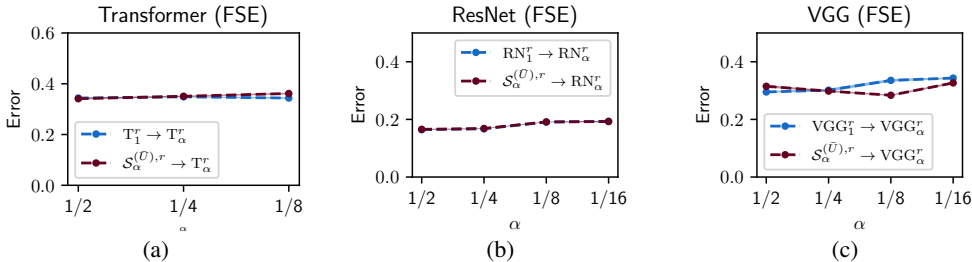 Transformer (FSE)
0.6
0.4
0.2
0.0
Error
T₁ʳ → T_αʳ
𝒮_α^(Ū),r → T_αʳ
1/2 1/4 1/8
α
(a)
ResNet (FSE)
0.4
0.2
0.0
Error
RN₁ʳ → RN_αʳ
𝒮_α^(Ū),r → RN_αʳ
1/2 1/4 1/8 1/16
α
(b)
VGG (FSE)
0.4
0.2
0.0
Error
VGG₁ʳ → VGG_αʳ
𝒮_α^(Ū),r → VGG_αʳ
1/2 1/4 1/8 1/16
α
(c)